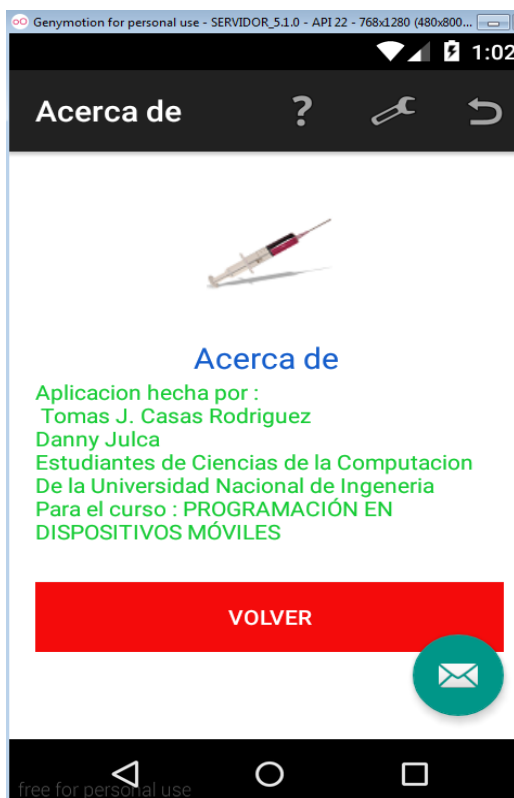 Genymotion for personal use - SERVIDOR_5.1.0 - API 22 - 768x1280 (480x800...
1:02
Acerca de ?
Acerca de
Aplicacion hecha por :
Tomas J. Casas Rodriguez
Danny Julca
Estudiantes de Ciencias de la Computacion
De la Universidad Nacional de Ingeneria
Para el curso : PROGRAMACIÓN EN
DISPOSITIVOS MÓVILES
VOLVER
free for personal use